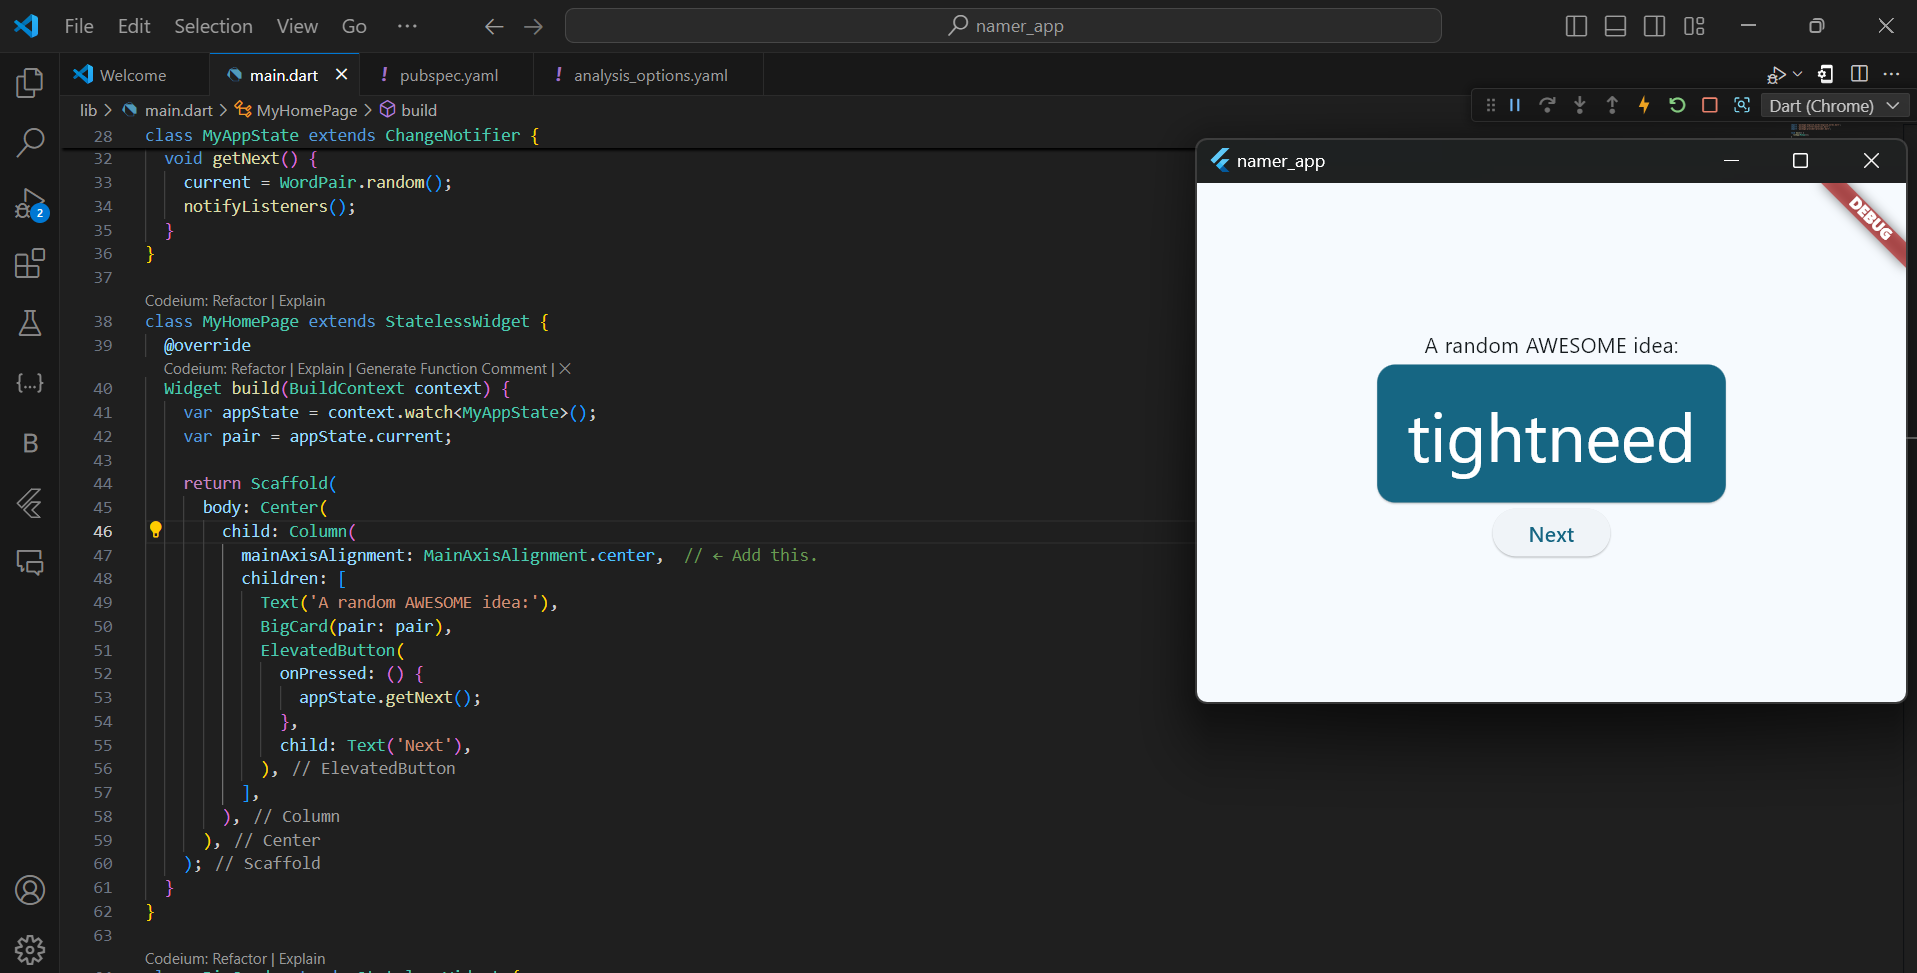 File Edit Selection View Go ··· namer_app
Welcome main.dart pubspec.yaml analysis_options.yaml
lib > main.dart > MyHomePage > build
Dart (Chrome)
2
28 class MyAppState extends ChangeNotifier {
32 void getNext() {
33 current = WordPair.random();
34 notifyListeners();
35 }
36 }
37
Codeium: Refactor | Explain
38 class MyHomePage extends StatelessWidget {
39 @override
Codeium: Refactor | Explain | Generate Function Comment | ×
40 Widget build(BuildContext context) {
41 var appState = context.watch<MyAppState>();
42 var pair = appState.current;
43
44 return Scaffold(
45 body: Center(
46 child: Column(
47 mainAxisAlignment: MainAxisAlignment.center, // ← Add this.
48 children: [
49 Text('A random AWESOME idea:'),
50 BigCard(pair: pair),
51 ElevatedButton(
52 onPressed: () {
53 appState.getNext();
54 },
55 child: Text('Next'),
56 ), // ElevatedButton
57 ],
58 ), // Column
59 ), // Center
60 ); // Scaffold
61 }
62 }
63
Codeium: Refactor | Explain
namer_app
DEBUG
A random AWESOME idea:
tightneed
Next